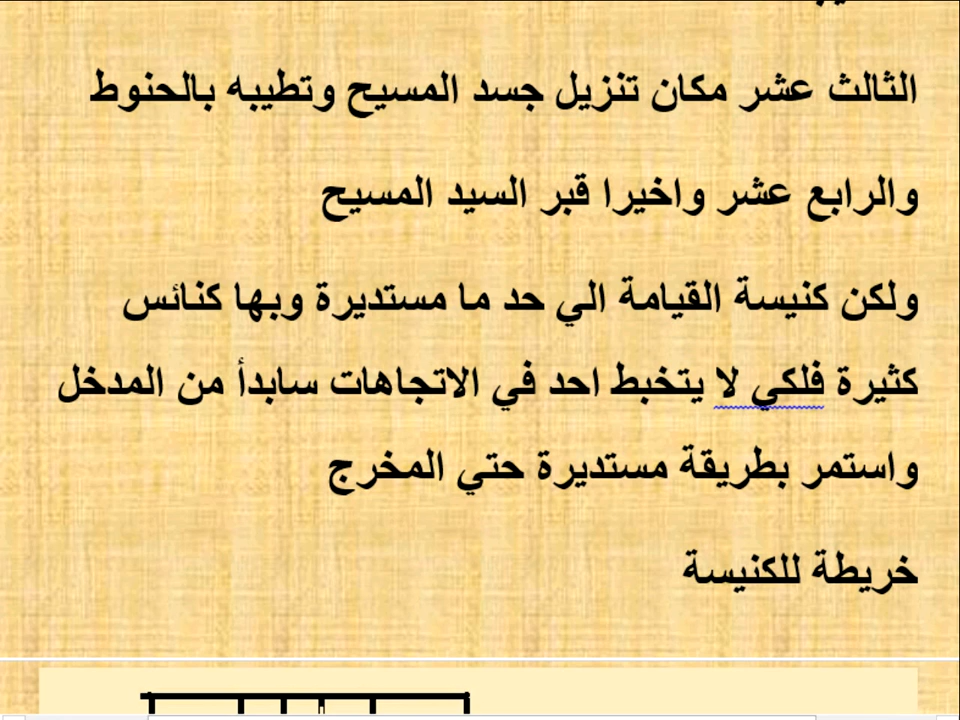 الثالث عشر مكان تنزيل جسد المسيح وتطيبه بالحنوط
والرابع عشر واخيرا قبر السيد المسيح
ولكن كنيسة القيامة الي حد ما مستديرة وبها كنائس
كثيرة فلكي لا يتخبط احد في الاتجاهات سابدأ من المدخل
واستمر بطريقة مستديرة حتي المخرج
خريطة للكنيسة